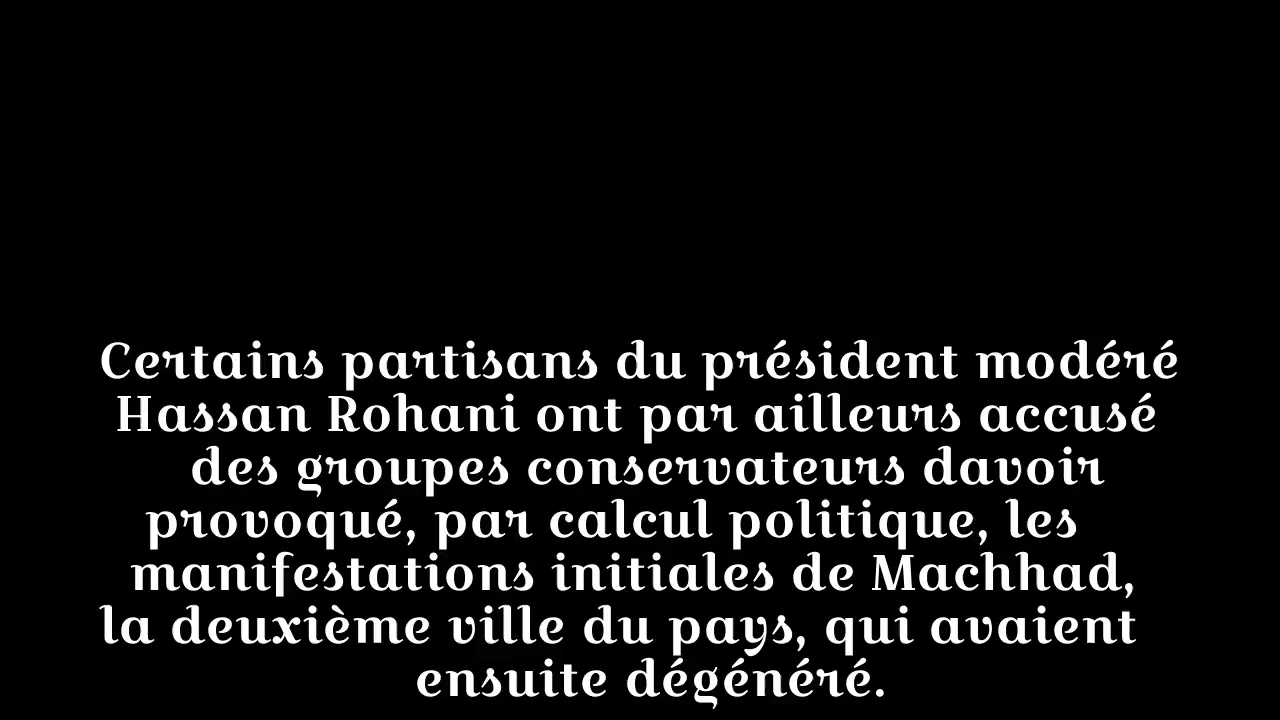 Certains partisans du président modéré
Hassan Rohani ont par ailleurs accusé
des groupes conservateurs davoir
provoqué, par calcul politique, les
manifestations initiales de Machhad,
la deuxième ville du pays, qui avaient
ensuite dégénéré.